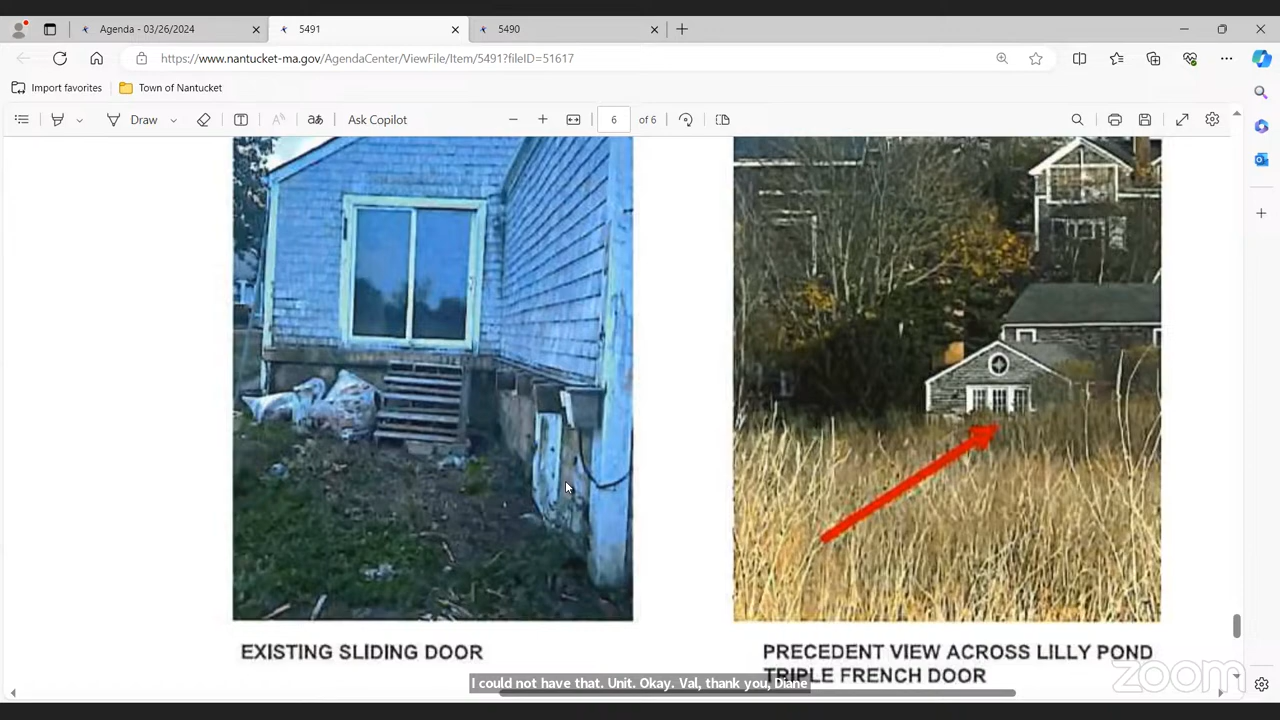 Agenda - 03/26/2024
5491
5490
https://www.nantucket-ma.gov/AgendaCenter/ViewFile/Item/5491?fileID=51617
Import favorites
Town of Nantucket
Draw
aあ
Ask Copilot
6
of 6
EXISTING SLIDING DOOR
PRECEDENT VIEW ACROSS LILLY POND
TRIPLE FRENCH DOOR
I could not have that. Unit. Okay. Val, thank you, Diane
zoom